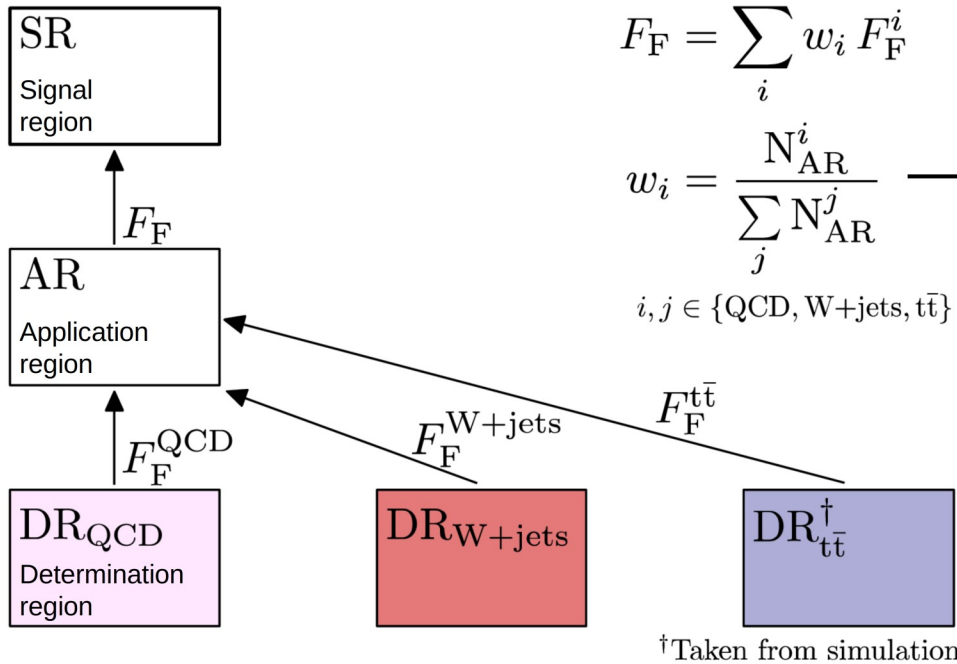 SR
Signal
region
F_F = ∑_i w_i F_F^i
w_i = N_AR^i / ∑_j N_AR^j
i, j ∈ {QCD, W+jets, tt̄}
F_F
AR
Application
region
F_F^QCD
F_F^W+jets
F_F^tt̄
DR_QCD
Determination
region
DR_W+jets
DR_tt̄^†
†Taken from simulation